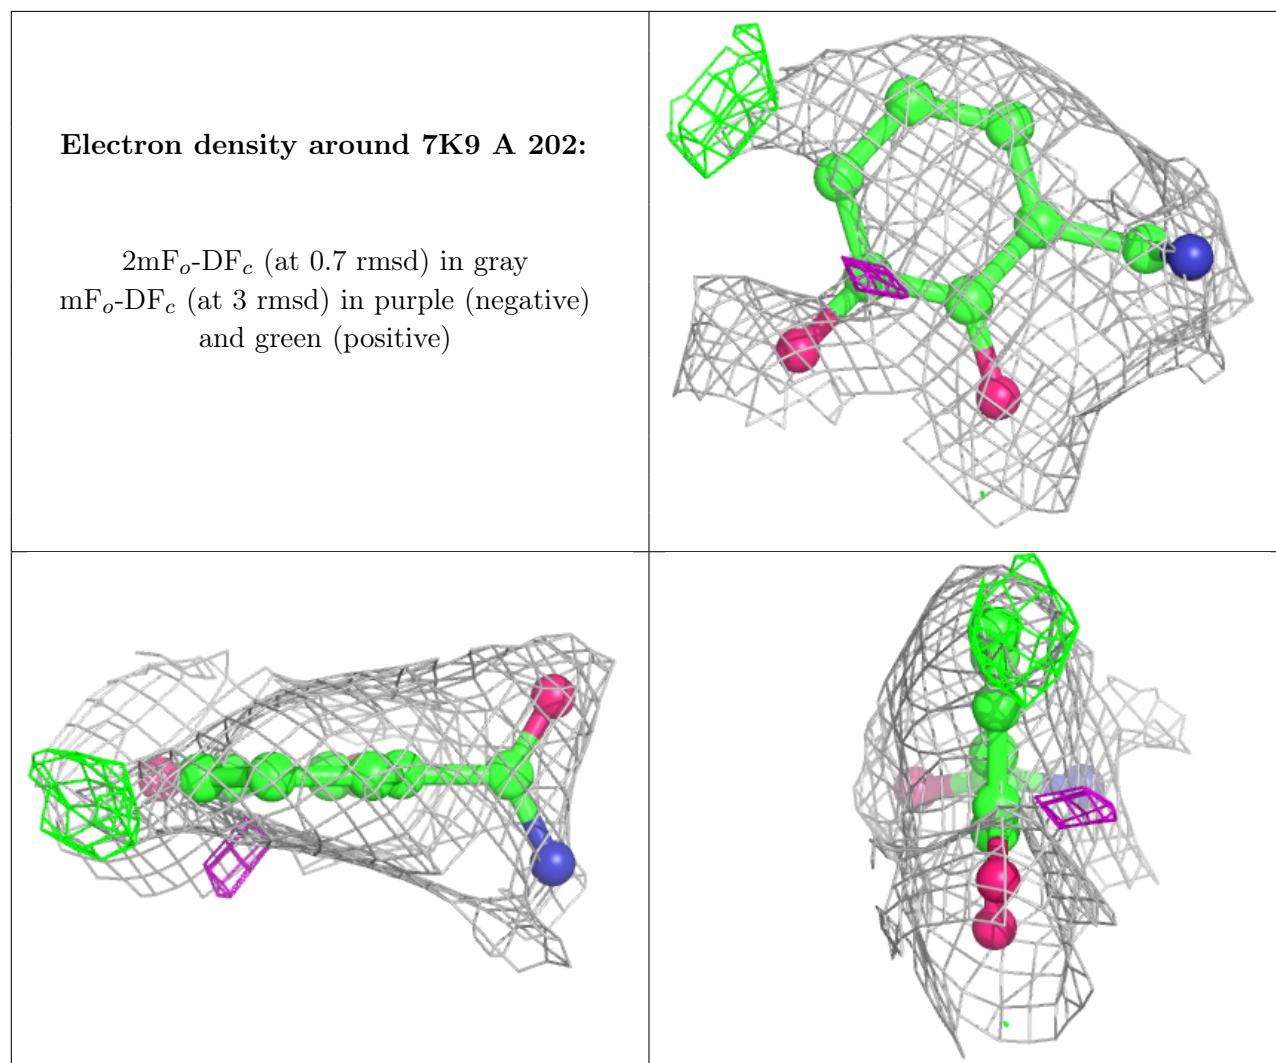 Electron density around 7K9 A 202:
2mFo-DFc (at 0.7 rmsd) in gray
mFo-DFc (at 3 rmsd) in purple (negative)
and green (positive)